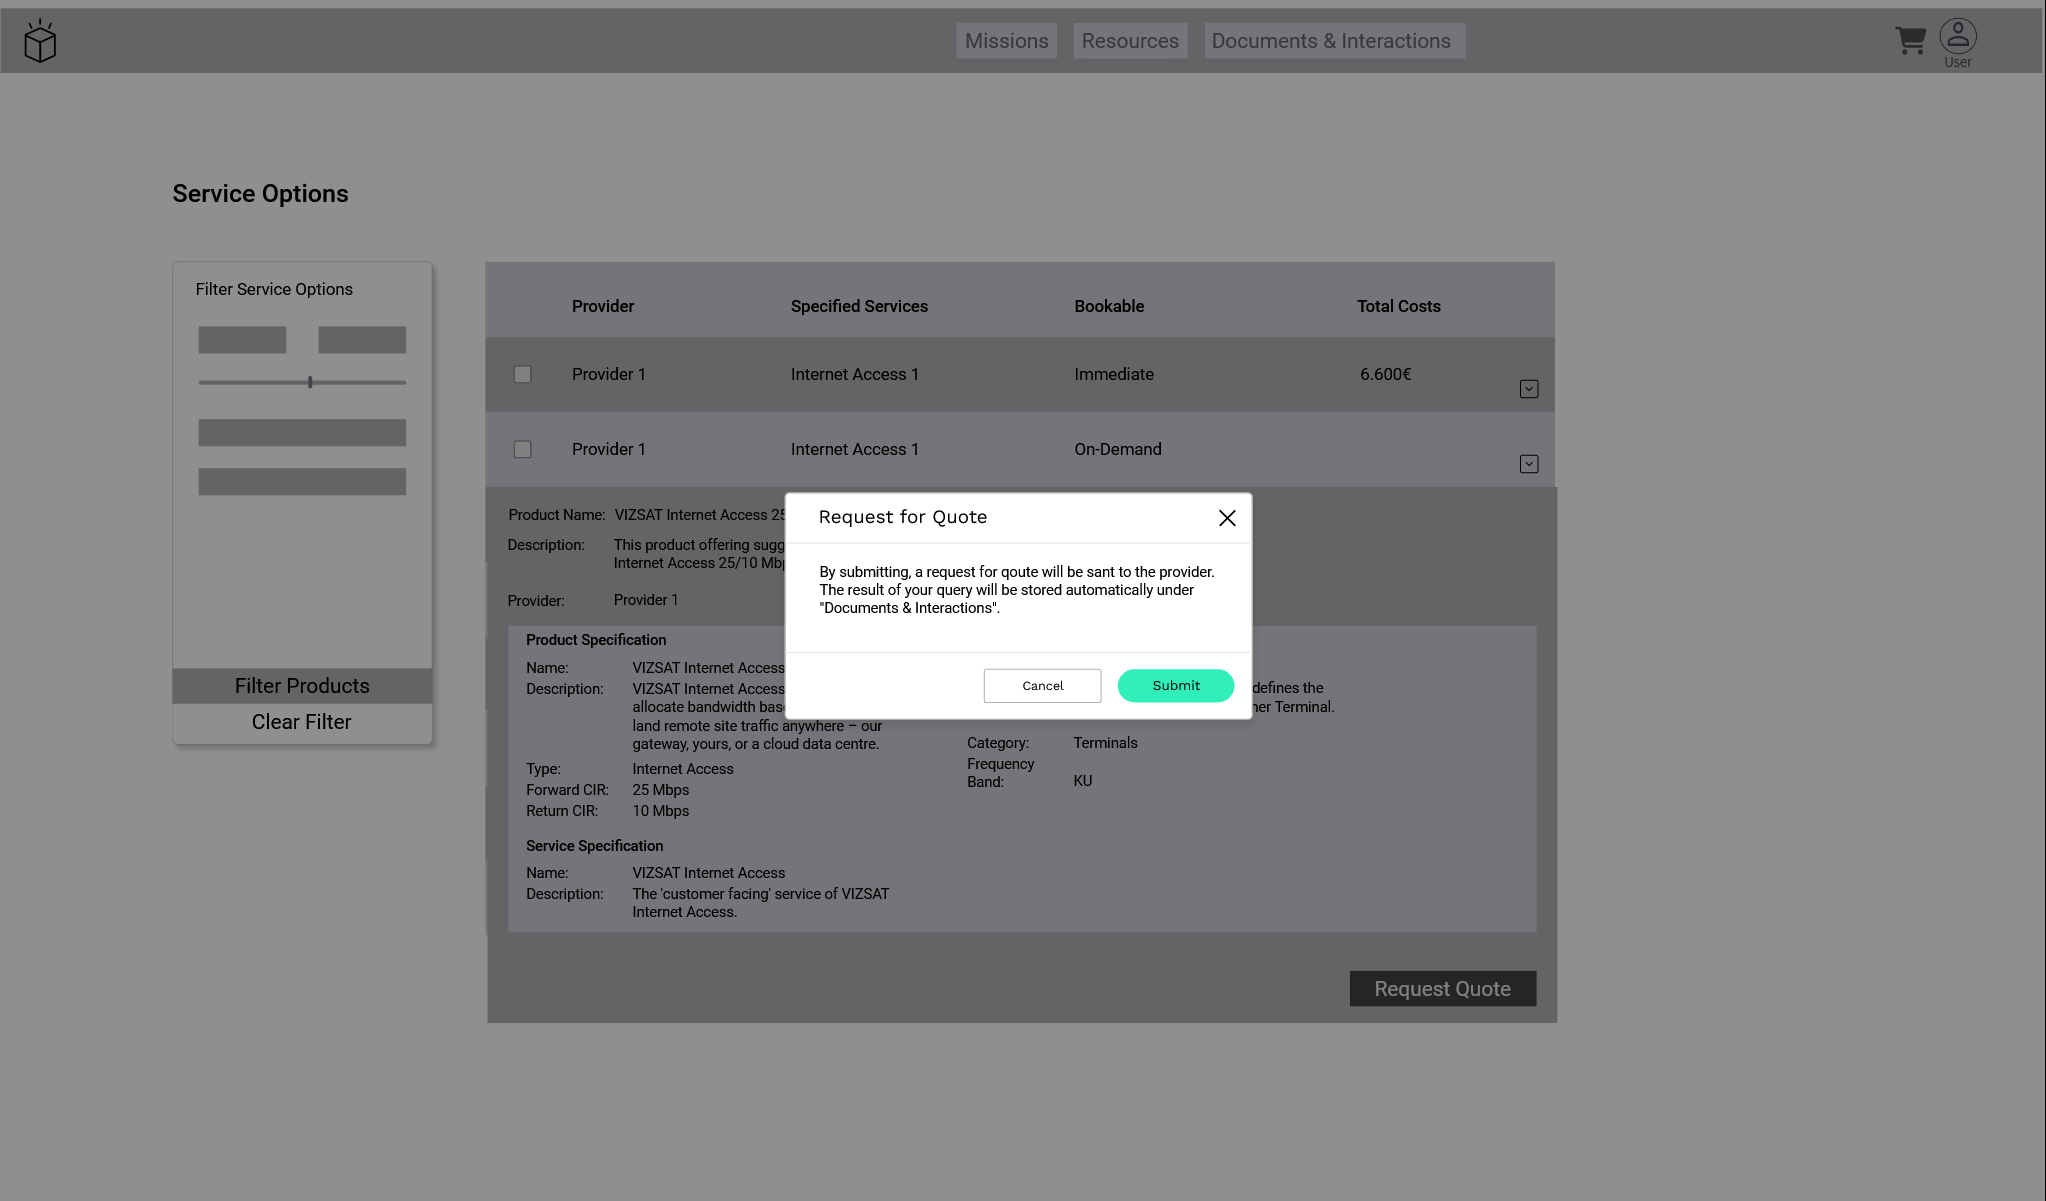 Missions
Resources
Documents & Interactions
User
Service Options
Filter Service Options
Filter Products
Clear Filter
Provider Specified Services Bookable Total Costs
Provider 1 Internet Access 1 Immediate 6.600€
Provider 1 Internet Access 1 On-Demand
Product Name: VIZSAT Internet Access 25
Description: This product offering sugg
Internet Access 25/10 Mbp
Provider: Provider 1
Request for Quote
By submitting, a request for qoute will be sant to the provider.
The result of your query will be stored automatically under
"Documents & Interactions".
Cancel
Submit
Product Specification
Name: VIZSAT Internet Access
Description: VIZSAT Internet Access
allocate bandwidth bas
land remote site traffic anywhere – our
gateway, yours, or a cloud data centre.
Type: Internet Access
Forward CIR: 25 Mbps
Return CIR: 10 Mbps
defines the
Terminal.
Category: Terminals
Frequency
Band: KU
Service Specification
Name: VIZSAT Internet Access
Description: The 'customer facing' service of VIZSAT
Internet Access.
Request Quote